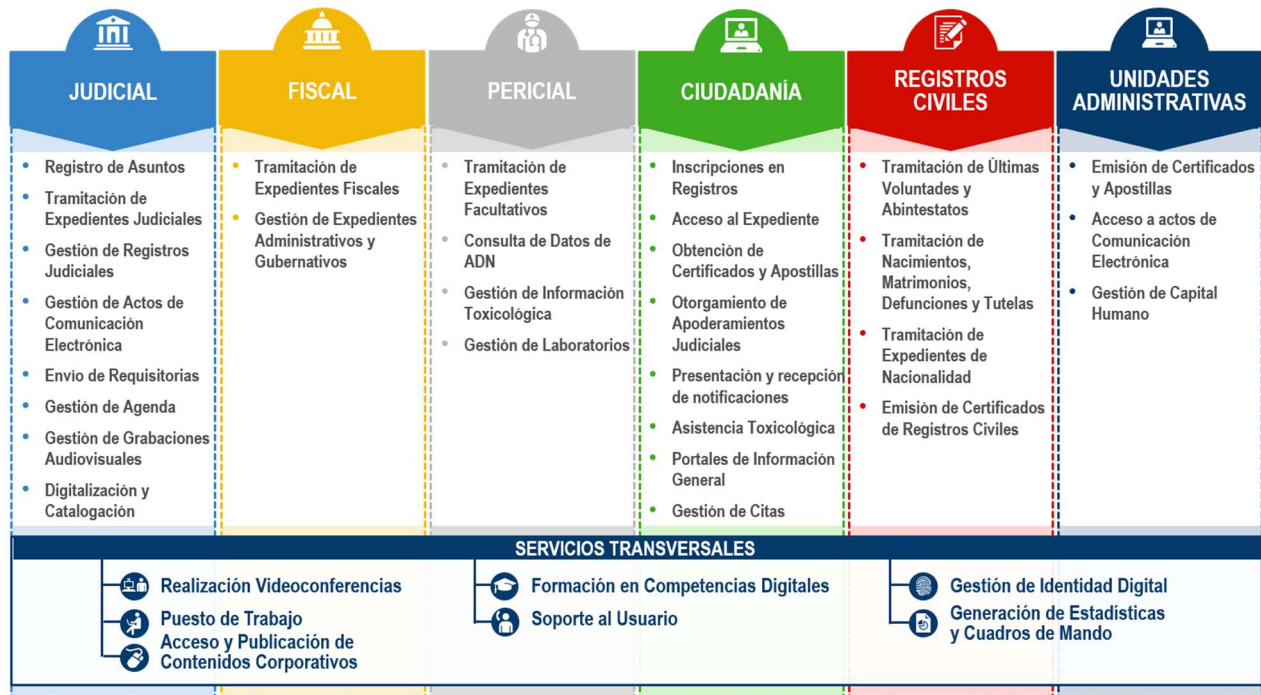 JUDICIAL
Registro de Asuntos
Tramitación de
Expedientes Judiciales
Gestión de Registros
Judiciales
Gestión de Actos de
Comunicación
Electrónica
Envío de Requisitorias
Gestión de Agenda
Gestión de Grabaciones
Audiovisuales
Digitalización y
Catalogación
FISCAL
Tramitación de
Expedientes Fiscales
Gestión de Expedientes
Administrativos y
Gubernativos
PERICIAL
Tramitación de
Expedientes
Facultativos
Consulta de Datos de
ADN
Gestión de Información
Toxicológica
Gestión de Laboratorios
CIUDADANÍA
Inscripciones en
Registros
Acceso al Expediente
Obtención de
Certificados y Apostillas
Otorgamiento de
Apoderamientos
Judiciales
Presentación y recepción
de notificaciones
Asistencia Toxicológica
Portales de Información
General
Gestión de Citas
REGISTROS
CIVILES
Tramitación de Últimas
Voluntades y
Abintestatos
Tramitación de
Nacimientos,
Matrimonios,
Defunciones y Tutelas
Tramitación de
Expedientes de
Nacionalidad
Emisión de Certificados
de Registros Civiles
UNIDADES
ADMINISTRATIVAS
Emisión de Certificados
y Apostillas
Acceso a actos de
Comunicación
Electrónica
Gestión de Capital
Humano
SERVICIOS TRANSVERSALES
Realización Videoconferencias
Puesto de Trabajo
Acceso y Publicación de
Contenidos Corporativos
Formación en Competencias Digitales
Soporte al Usuario
Gestión de Identidad Digital
Generación de Estadísticas
y Cuadros de Mando